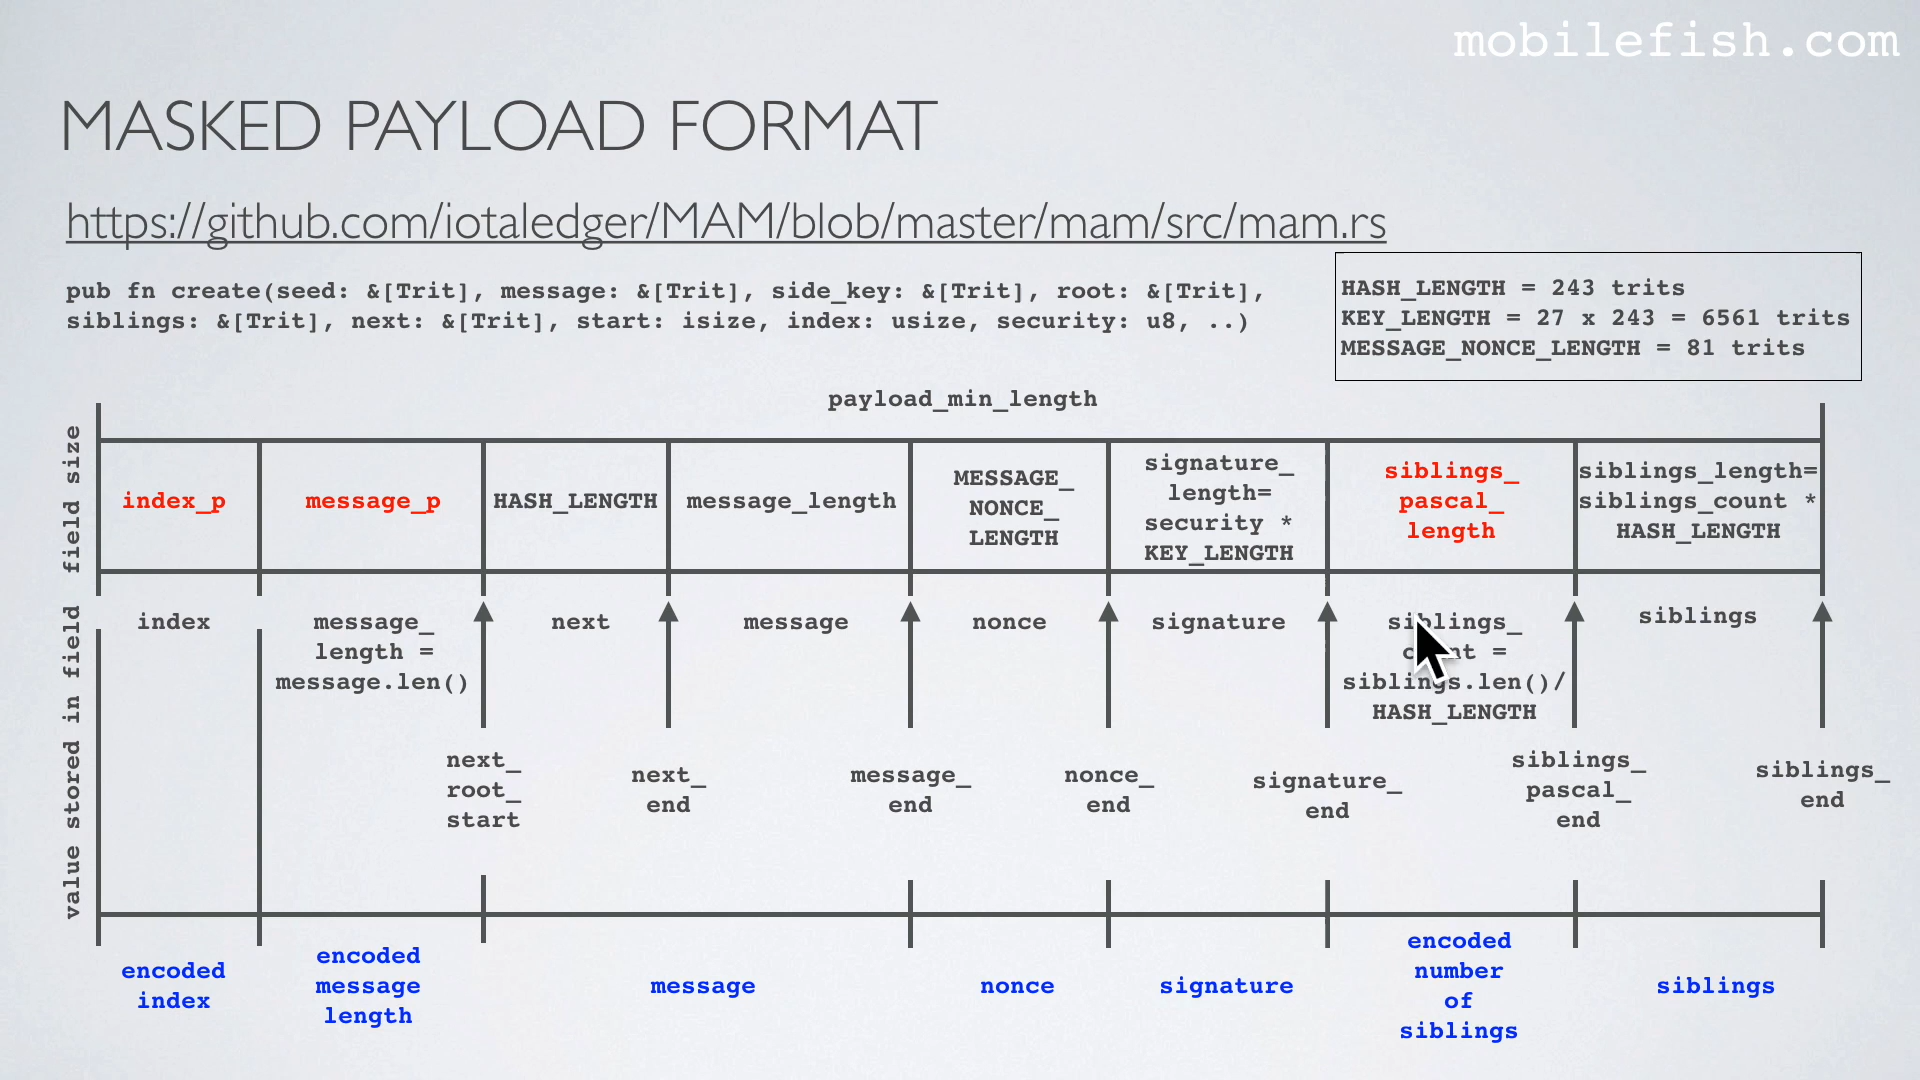 mobilefish.com
MASKED PAYLOAD FORMAT
https://github.com/iotaledger/MAM/blob/master/mam/src/mam.rs
pub fn create(seed: &[Trit], message: &[Trit], side_key: &[Trit], root: &[Trit],
siblings: &[Trit], next: &[Trit], start: isize, index: usize, security: u8, ..)
HASH_LENGTH = 243 trits
KEY_LENGTH = 27 x 243 = 6561 trits
MESSAGE_NONCE_LENGTH = 81 trits
payload_min_length
field size
index_p
message_p
HASH_LENGTH
message_length
MESSAGE_
NONCE_
LENGTH
signature_
length=
security *
KEY_LENGTH
siblings_
pascal_
length
siblings_length=
siblings_count *
HASH_LENGTH
value stored in field
index
message_
length =
message.len()
next
message
nonce
signature
siblings_
count =
siblings.len()/
HASH_LENGTH
siblings
next_
root_
start
next_
end
message_
end
nonce_
end
signature_
end
siblings_
pascal_
end
siblings_
end
encoded
index
encoded
message
length
message
nonce
signature
encoded
number
of
siblings
siblings